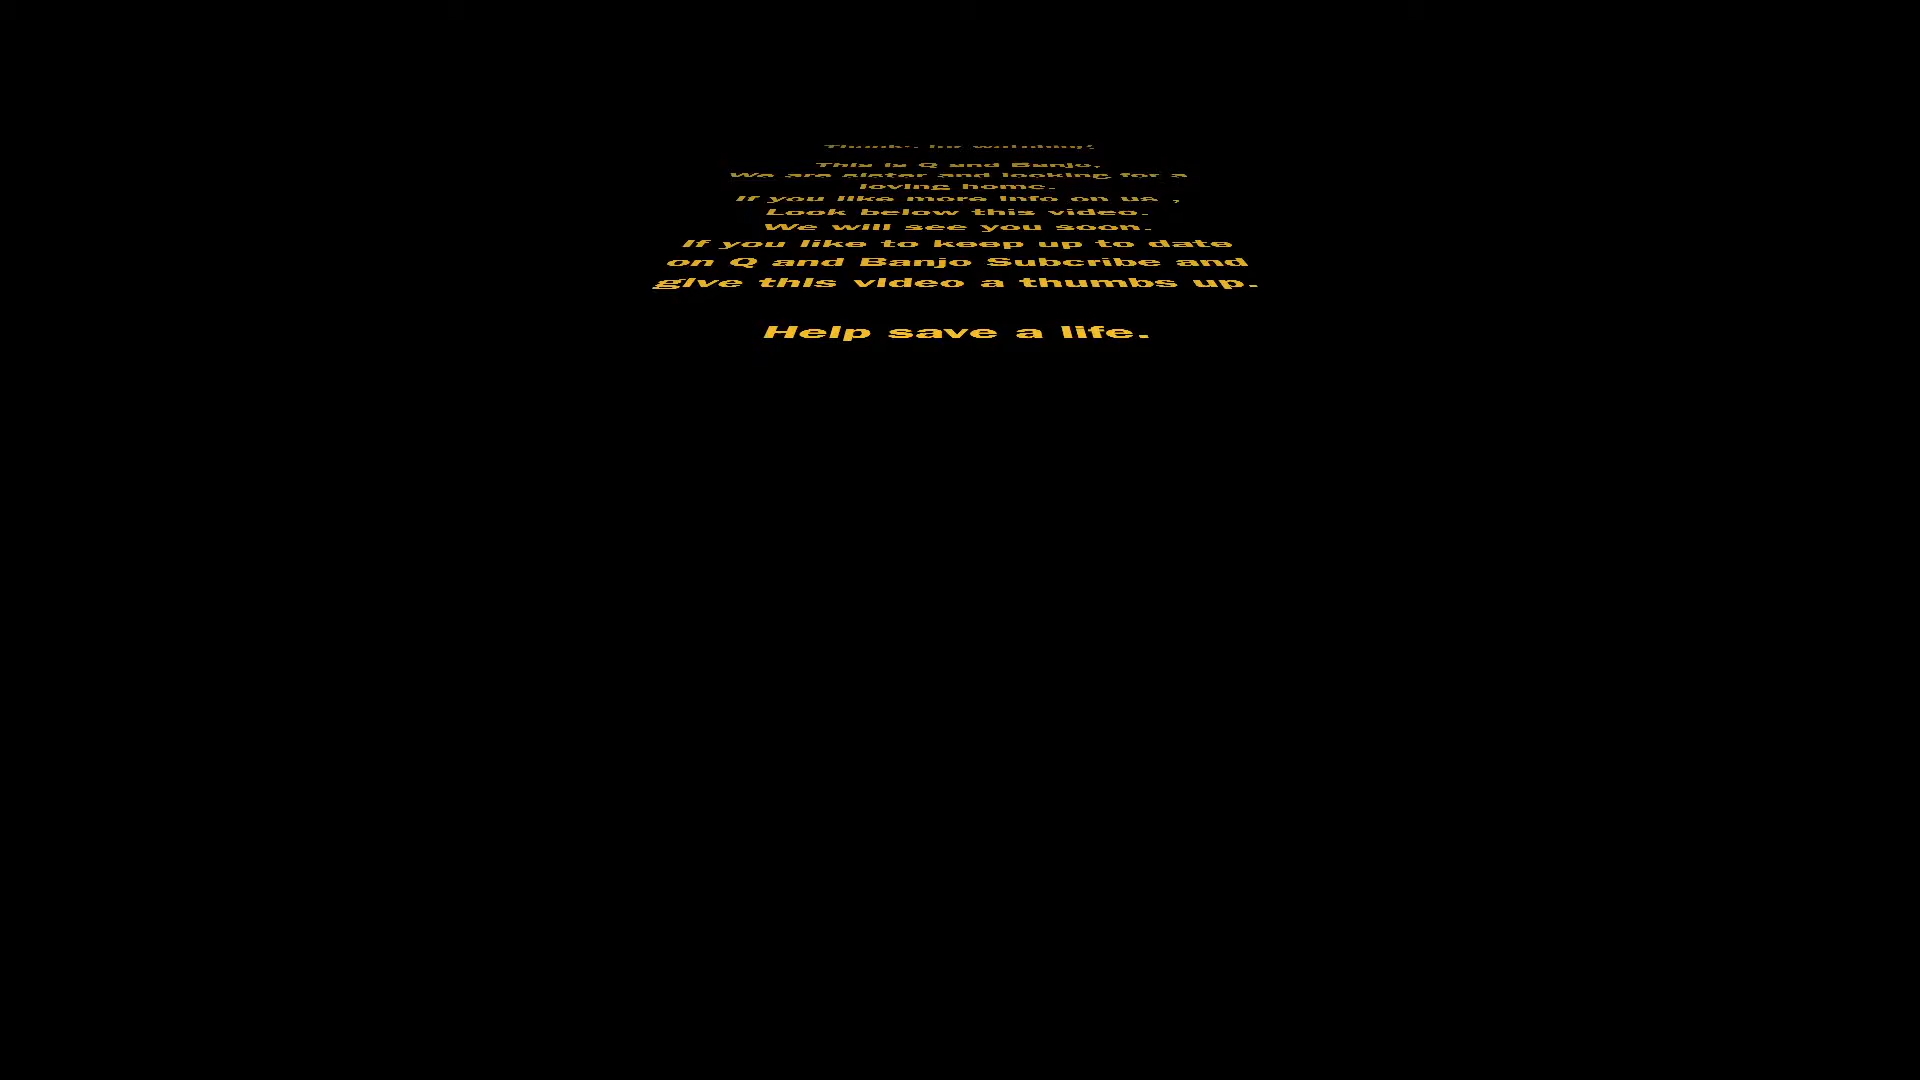 Thanks for watching!
This is Q and Banjo,
We are sister and looking for a
loving home.
If you like more info on us ,
Look below this video.
We will see you soon.
If you like to keep up to date
on Q and Banjo Subcribe and
give this video a thumbs up.
Help save a life.